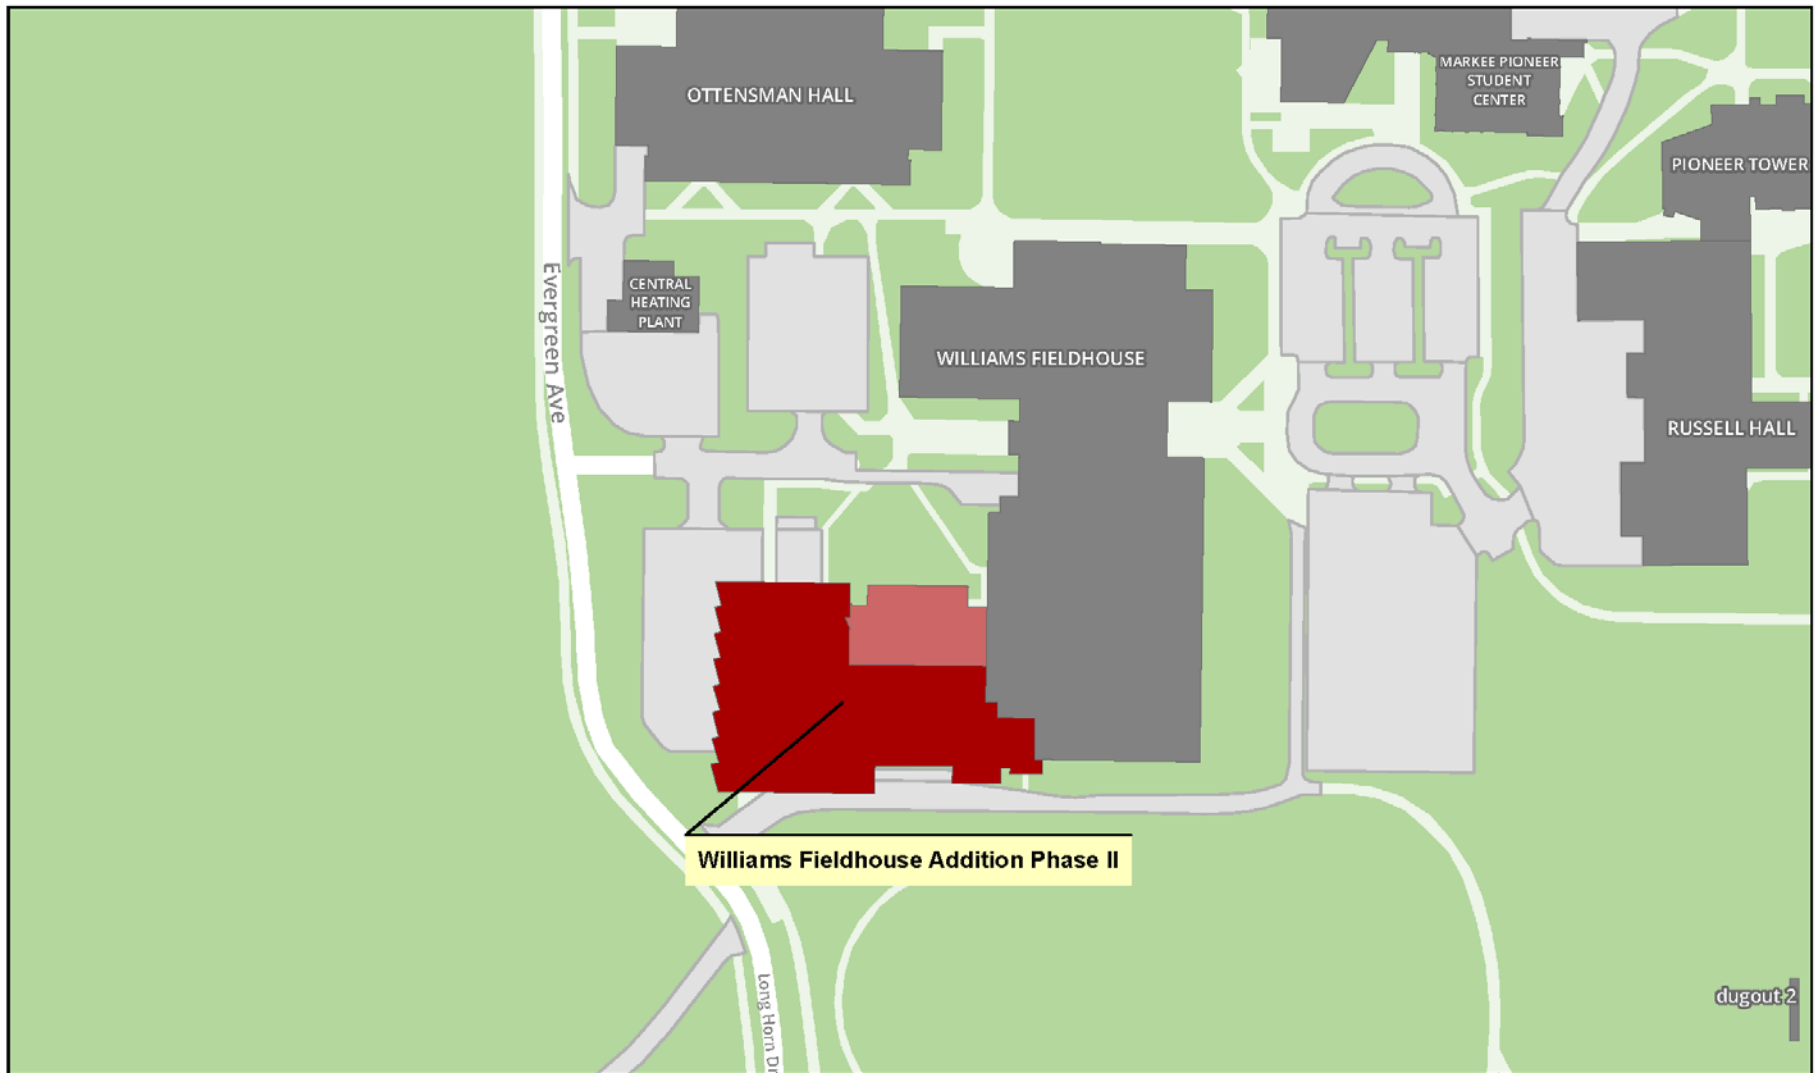 OTTENSMAN HALL
MARKEE PIONEER
STUDENT
CENTER
PIONEER TOWER
Evergreen Ave
CENTRAL
HEATING
PLANT
WILLIAMS FIELDHOUSE
RUSSELL HALL
Williams Fieldhouse Addition Phase II
Long Horn Dr
dugout 2